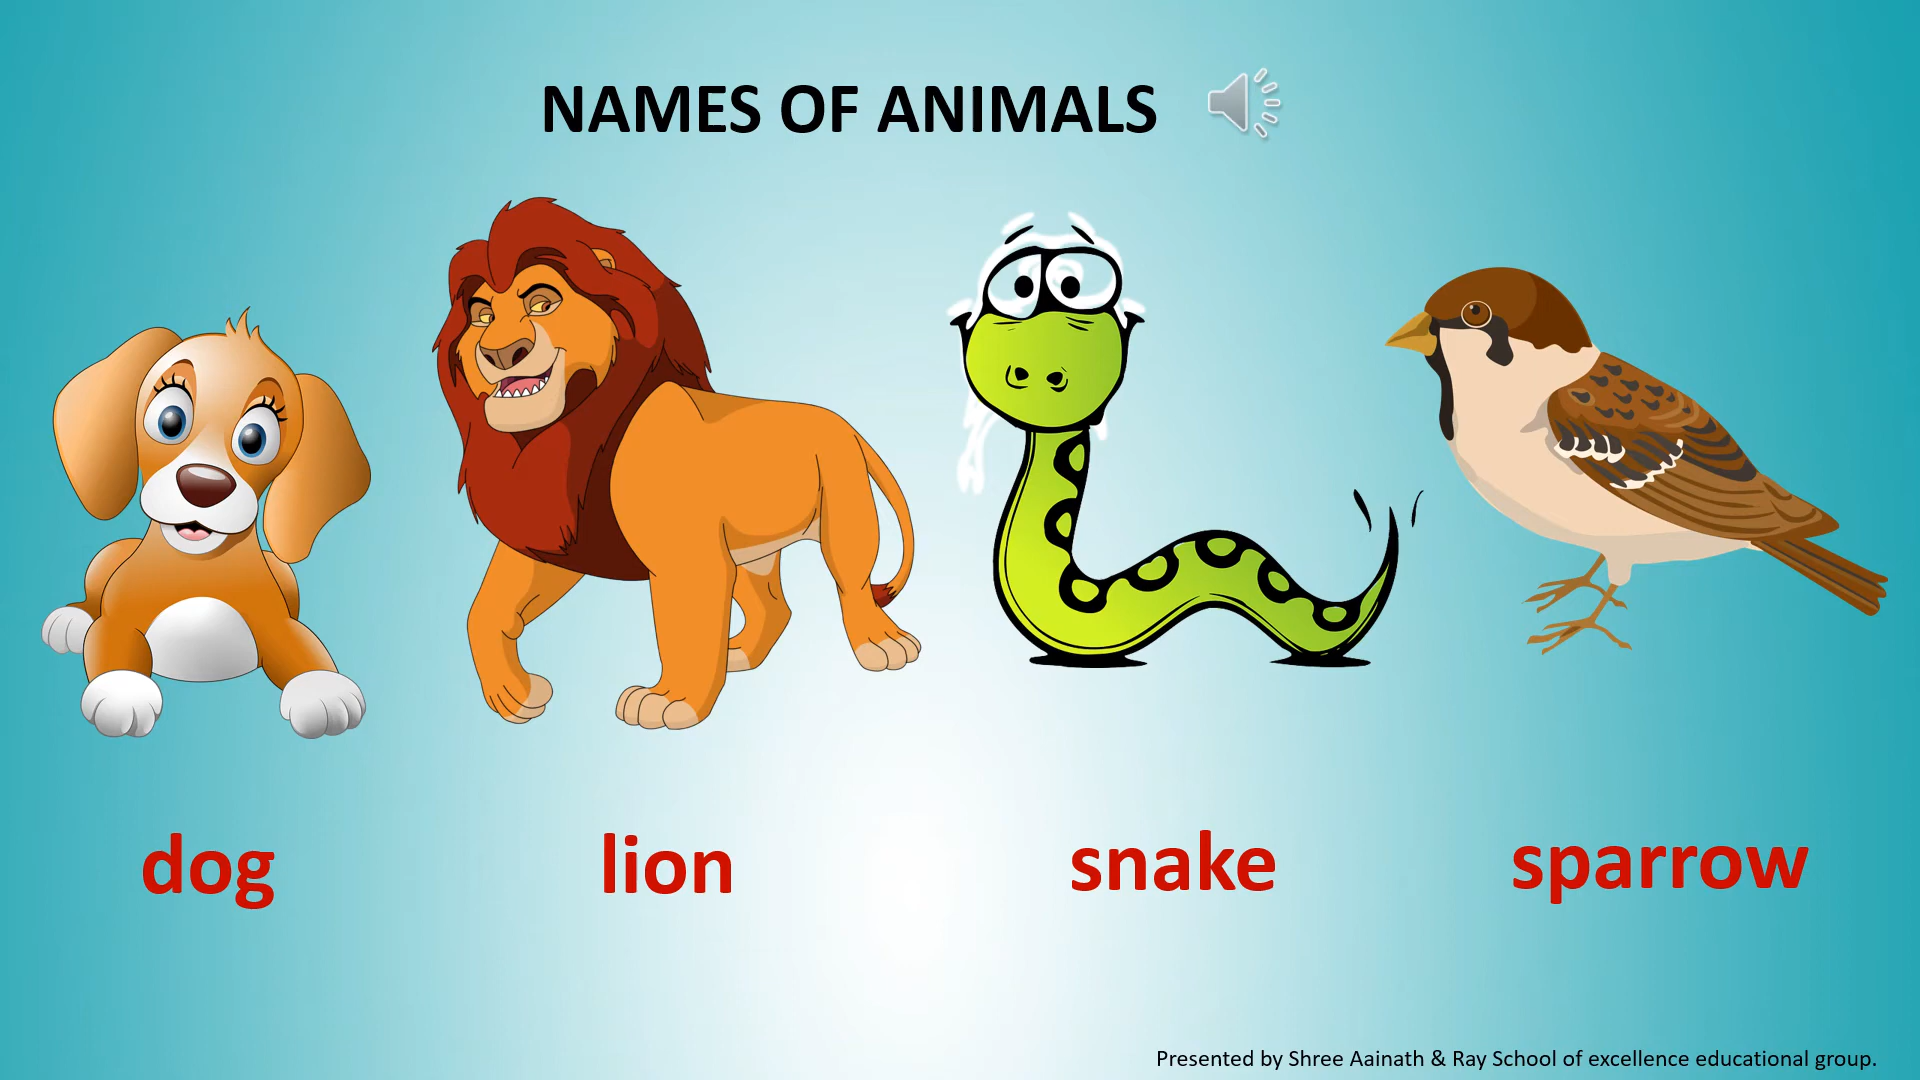 NAMES OF ANIMALS
dog
lion
snake
sparrow
Presented by Shree Aainath & Ray School of excellence educational group.